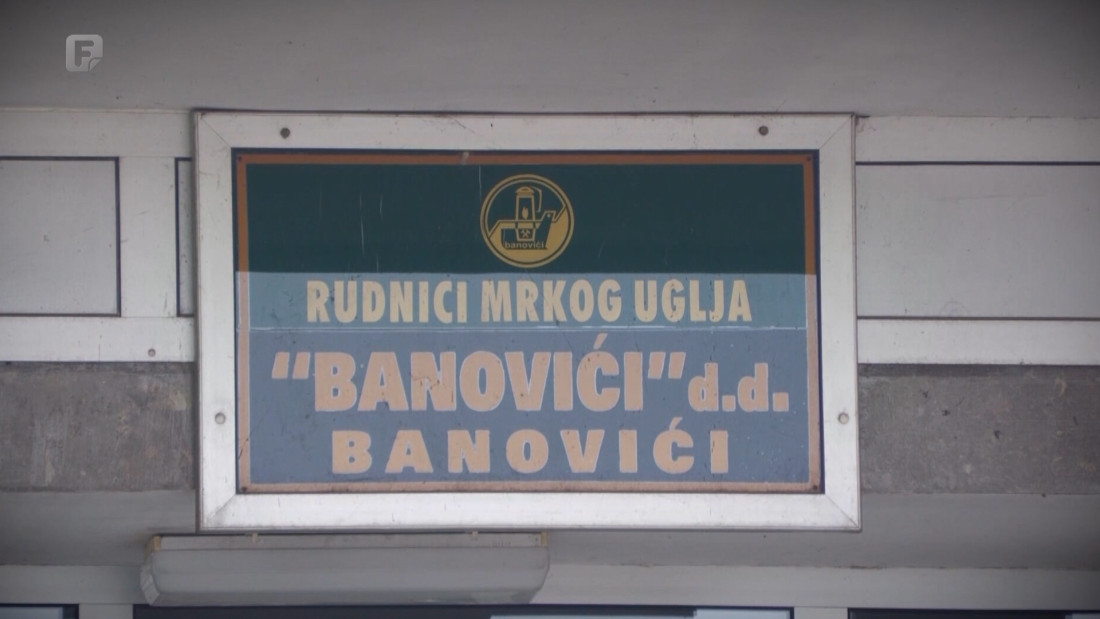 F
banovići
RUDNICI MRKOG UGLJA
"BANOVIĆI" d.d.
BANOVIĆI